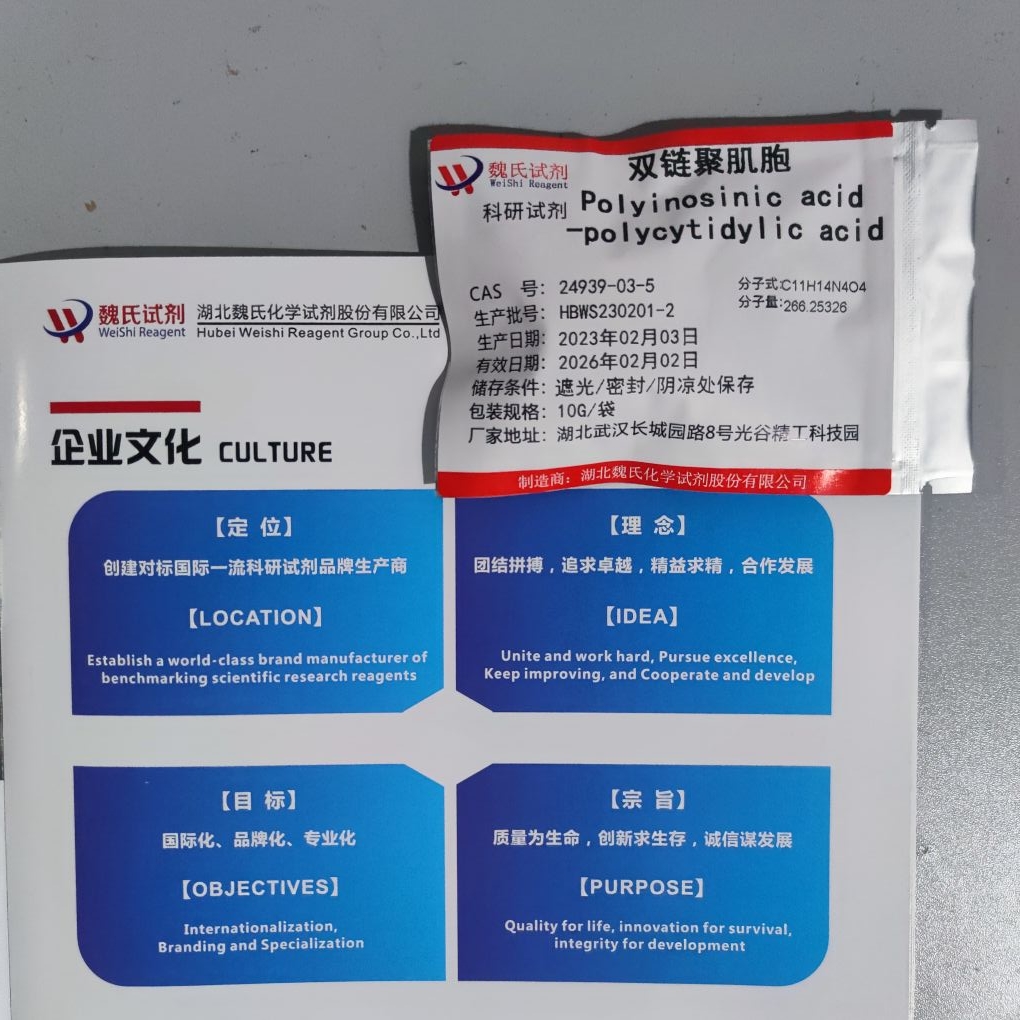 魏氏试剂
WeiShi Reagent
科研试剂
双链聚肌胞
Polyinosinic acid
-polycytidylic acid
CAS 号: 24939-03-5
分子式:C11H14N4O4
生产批号: HBWS230201-2
分子量:266.25326
生产日期: 2023年02月03日
有效日期: 2026年02月02日
储存条件: 遮光/密封/阴凉处保存
包装规格: 10G/袋
厂家地址: 湖北武汉长城园路8号光谷精工科技园
制造商: 湖北魏氏化学试剂股份有限公司
魏氏试剂
WeiShi Reagent
湖北魏氏化学试剂股份有限公司
Hubei Weishi Reagent Group Co.,Ltd
企业文化 CULTURE
【定 位】
创建对标国际一流科研试剂品牌生产商
【LOCATION】
Establish a world-class brand manufacturer of
benchmarking scientific research reagents
【理 念】
团结拼搏，追求卓越，精益求精，合作发展
【IDEA】
Unite and work hard, Pursue excellence,
Keep improving, and Cooperate and develop
【目 标】
国际化、品牌化、专业化
【OBJECTIVES】
Internationalization,
Branding and Specialization
【宗 旨】
质量为生命，创新求生存，诚信谋发展
【PURPOSE】
Quality for life, innovation for survival,
integrity for development